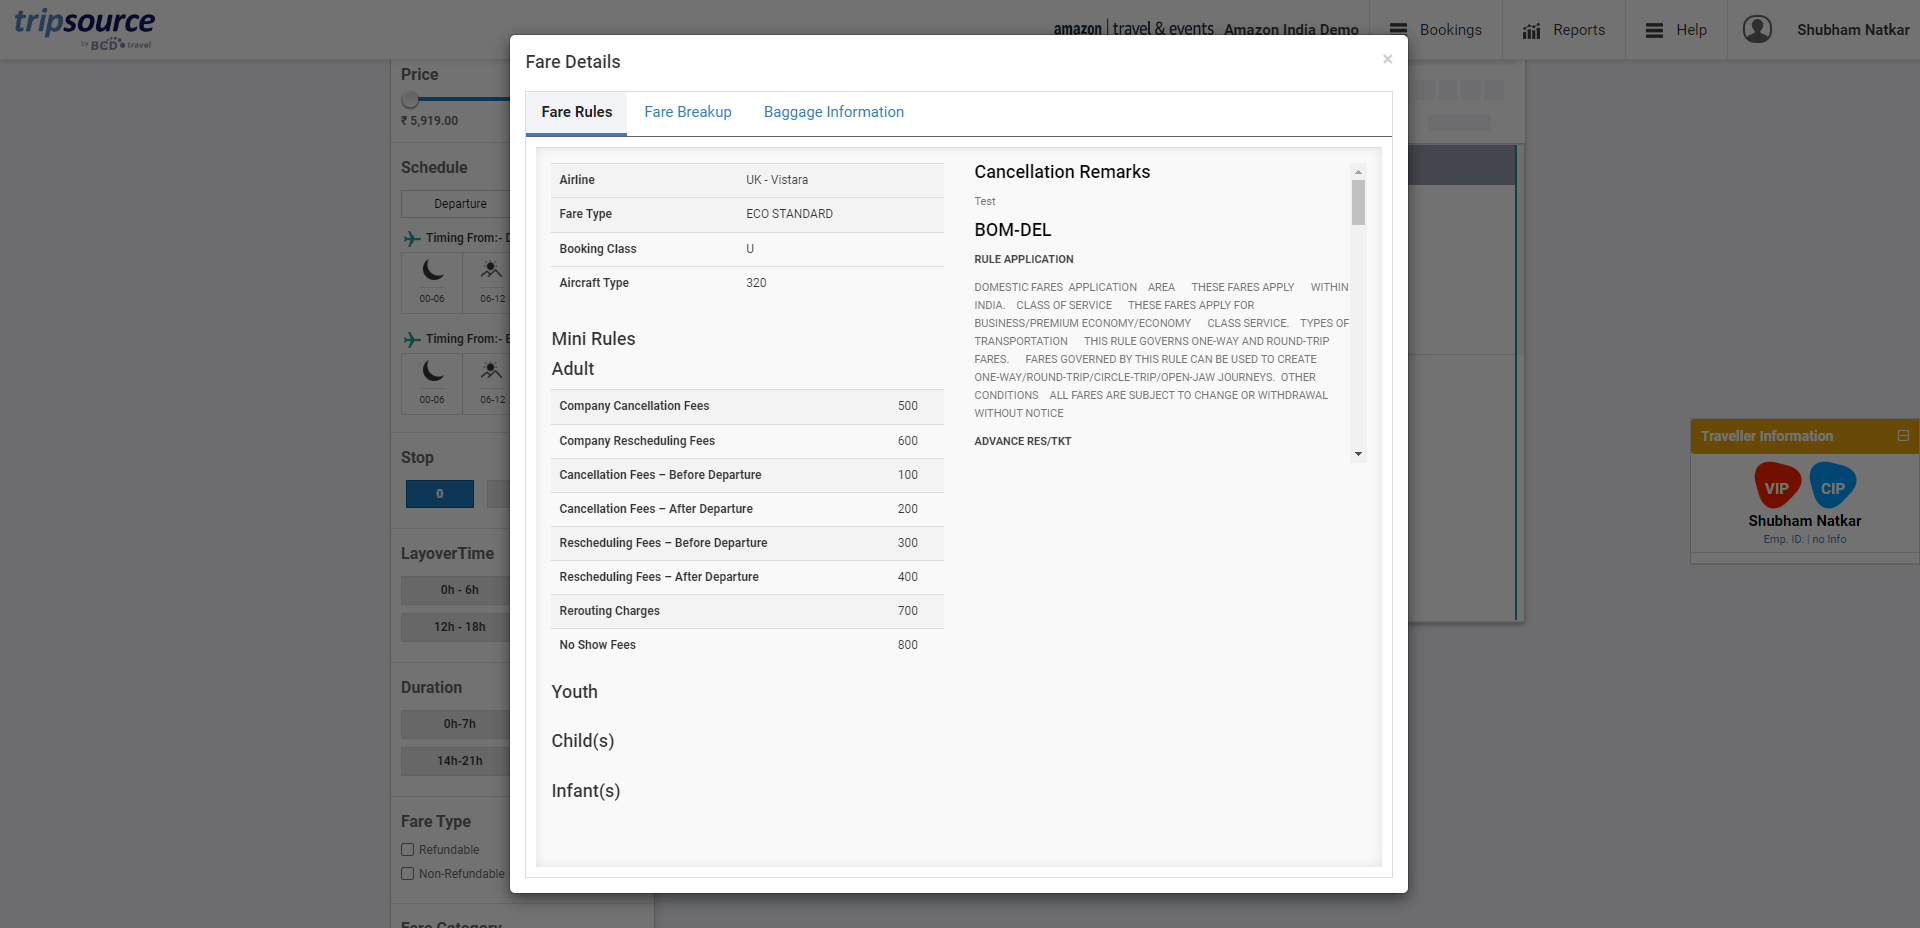 tripsource
by BCD travel
amazon travel & events Amazon India Demo
Bookings
Reports
Help
Shubham Natkar
Price
₹ 5,919.00
Schedule
Departure
Timing From:-
00-06
06-12
Timing From:-
00-06
06-12
Stop
0
LayoverTime
0h - 6h
12h - 18h
Duration
0h-7h
14h-21h
Fare Type
Refundable
Non-Refundable
Fare Category
Fare Details
×
Fare Rules
Fare Breakup
Baggage Information
Airline UK - Vistara
Fare Type ECO STANDARD
Booking Class U
Aircraft Type 320
Mini Rules
Adult
Company Cancellation Fees 500
Company Rescheduling Fees 600
Cancellation Fees – Before Departure 100
Cancellation Fees – After Departure 200
Rescheduling Fees – Before Departure 300
Rescheduling Fees – After Departure 400
Rerouting Charges 700
No Show Fees 800
Youth
Child(s)
Infant(s)
Cancellation Remarks
Test
BOM-DEL
RULE APPLICATION
DOMESTIC FARES APPLICATION AREA THESE FARES APPLY WITHIN
INDIA. CLASS OF SERVICE THESE FARES APPLY FOR
BUSINESS/PREMIUM ECONOMY/ECONOMY CLASS SERVICE. TYPES OF
TRANSPORTATION THIS RULE GOVERNS ONE-WAY AND ROUND-TRIP
FARES. FARES GOVERNED BY THIS RULE CAN BE USED TO CREATE
ONE-WAY/ROUND-TRIP/CIRCLE-TRIP/OPEN-JAW JOURNEYS. OTHER
CONDITIONS ALL FARES ARE SUBJECT TO CHANGE OR WITHDRAWAL
WITHOUT NOTICE
ADVANCE RES/TKT
Traveller Information
VIP
CIP
Shubham Natkar
Emp. ID: | no Info